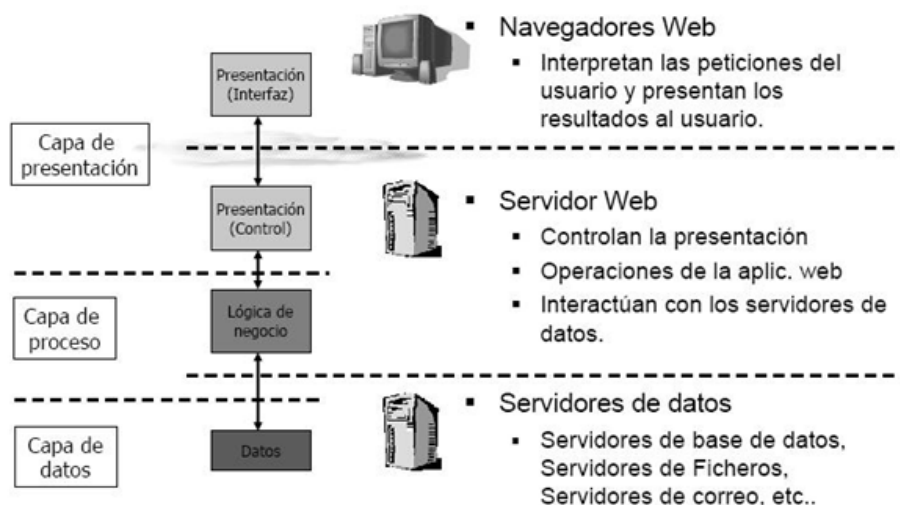 Presentación
(Interfaz)
▪ Navegadores Web
▪ Interpretan las peticiones del
usuario y presentan los
resultados al usuario.
Capa de
presentación
Presentación
(Control)
▪ Servidor Web
▪ Controlan la presentación
▪ Operaciones de la aplic. web
▪ Interactúan con los servidores de
datos.
Capa de
proceso
Lógica de
negocio
Capa de
datos
Datos
▪ Servidores de datos
▪ Servidores de base de datos,
Servidores de Ficheros,
Servidores de correo, etc..